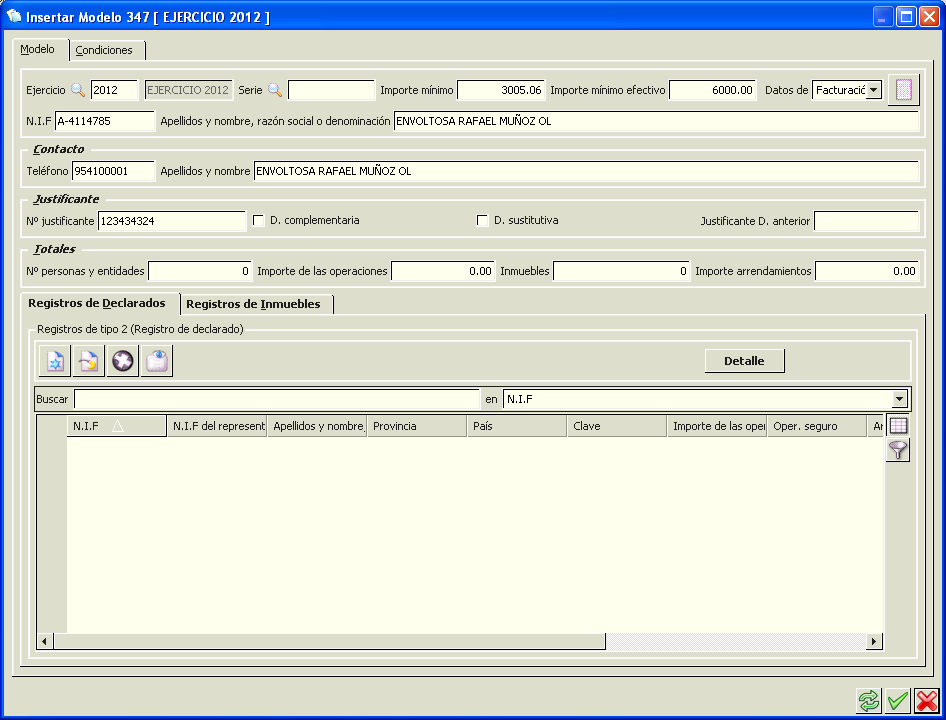 Insertar Modelo 347 [ EJERCICIO 2012 ]
Modelo Condiciones
Ejercicio 2012 EJERCICIO 2012 Serie Importe mínimo 3005.06 Importe mínimo efectivo 6000.00 Datos de Facturació
N.I.F A-4114785 Apellidos y nombre, razón social o denominación ENVOLTOSA RAFAEL MUÑOZ OL
Contacto
Teléfono 954100001 Apellidos y nombre ENVOLTOSA RAFAEL MUÑOZ OL
Justificante
Nº justificante 123434324 D. complementaria D. sustitutiva Justificante D. anterior
Totales
Nº personas y entidades 0 Importe de las operaciones 0.00 Inmuebles 0 Importe arrendamientos 0.00
Registros de Declarados Registros de Inmuebles
Registros de tipo 2 (Registro de declarado)
Detalle
Buscar en N.I.F
N.I.F N.I.F del represent Apellidos y nombre, Provincia País Clave Importe de las oper Oper. seguro Ar